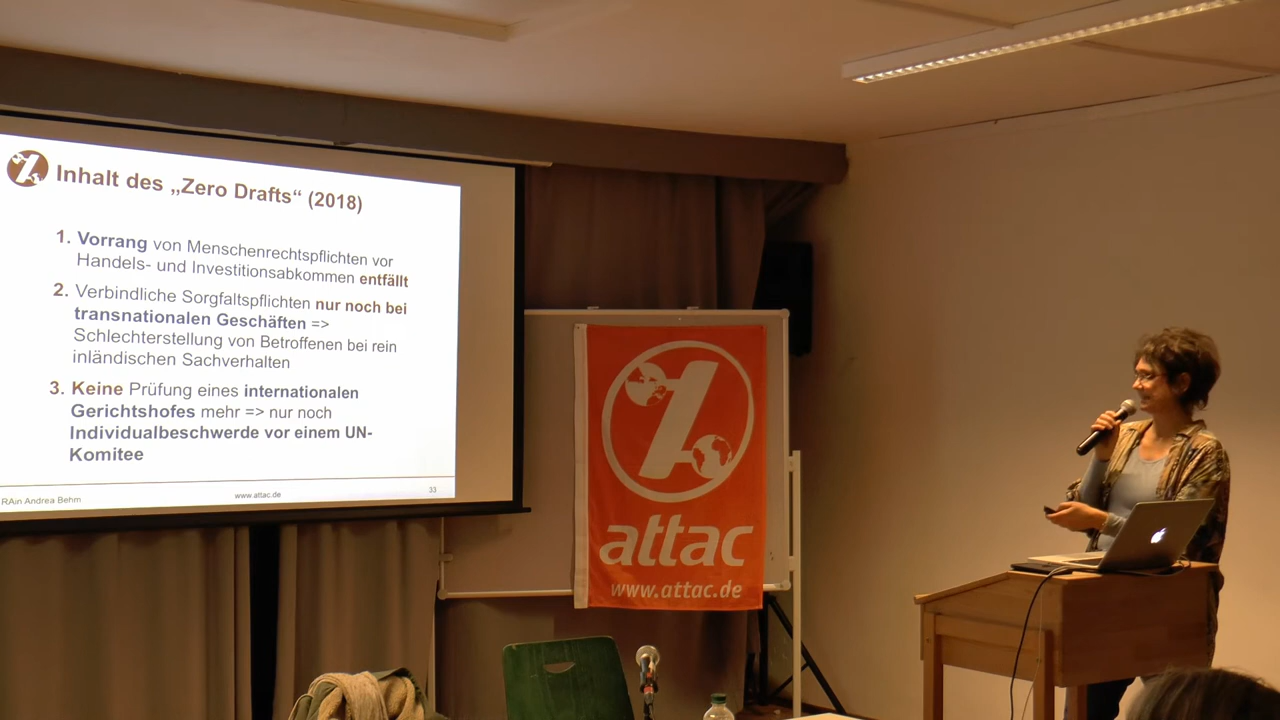 Inhalt des „Zero Drafts“ (2018)
1. Vorrang von Menschenrechtspflichten vor
Handels- und Investitionsabkommen entfällt
2. Verbindliche Sorgfaltspflichten nur noch bei
transnationalen Geschäften =>
Schlechterstellung von Betroffenen bei rein
inländischen Sachverhalten
3. Keine Prüfung eines internationalen
Gerichtshofes mehr => nur noch
Individualbeschwerde vor einem UN-
Komitee
RAin Andrea Behm
www.attac.de
33
attac
www.attac.de